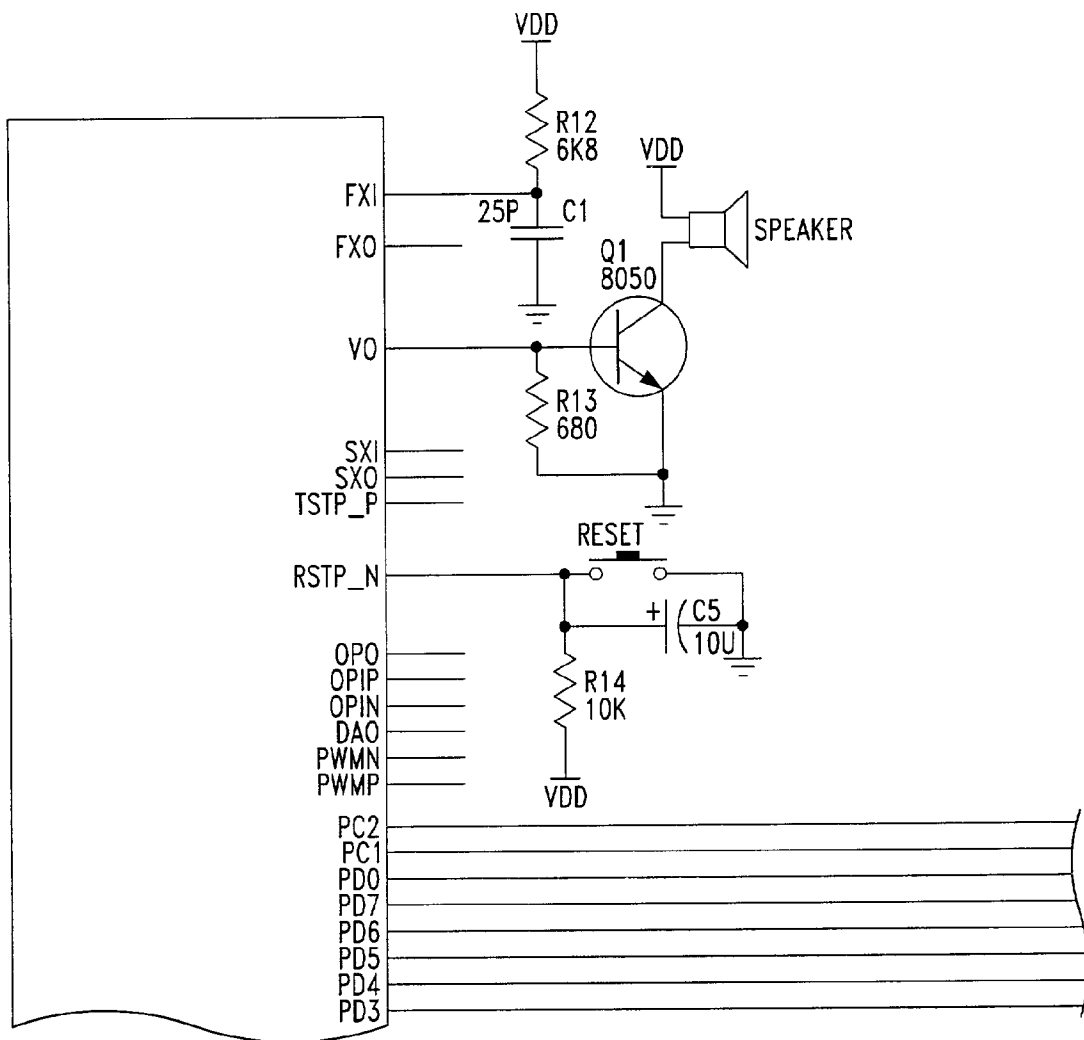 VDD
R12
6K8
VDD
FXI
25P C1
SPEAKER
FXO
Q1
8050
VO
R13
680
SXI
SXO
TSTP_P
RESET
RSTP_N
+ C5
10U
OPO
OPIP
R14
OPIN
10K
DAO
PWMN
PWMP
VDD
PC2
PC1
PD0
PD7
PD6
PD5
PD4
PD3